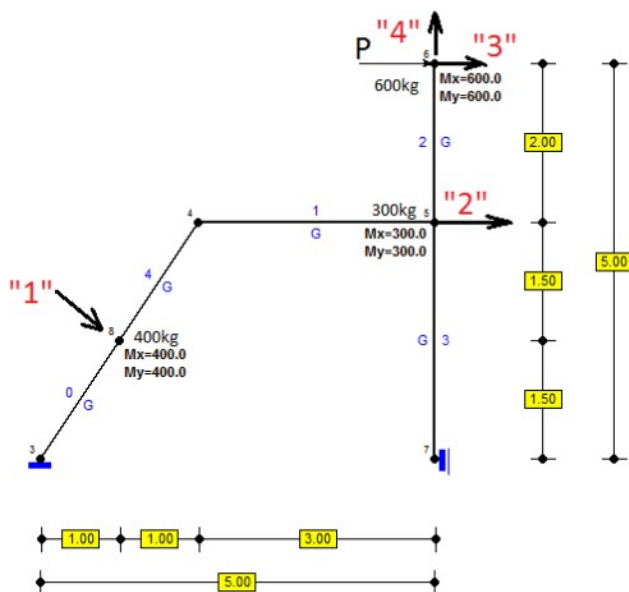 "4"
"3"
P
6
600kg
Mx=600.0
My=600.0
2 G
2.00
4
1
G
300kg
5
"2"
Mx=300.0
My=300.0
4
G
1.50
5.00
"1"
8
400kg
Mx=400.0
My=400.0
G 3
0
G
1.50
3
7
1.00
1.00
3.00
5.00